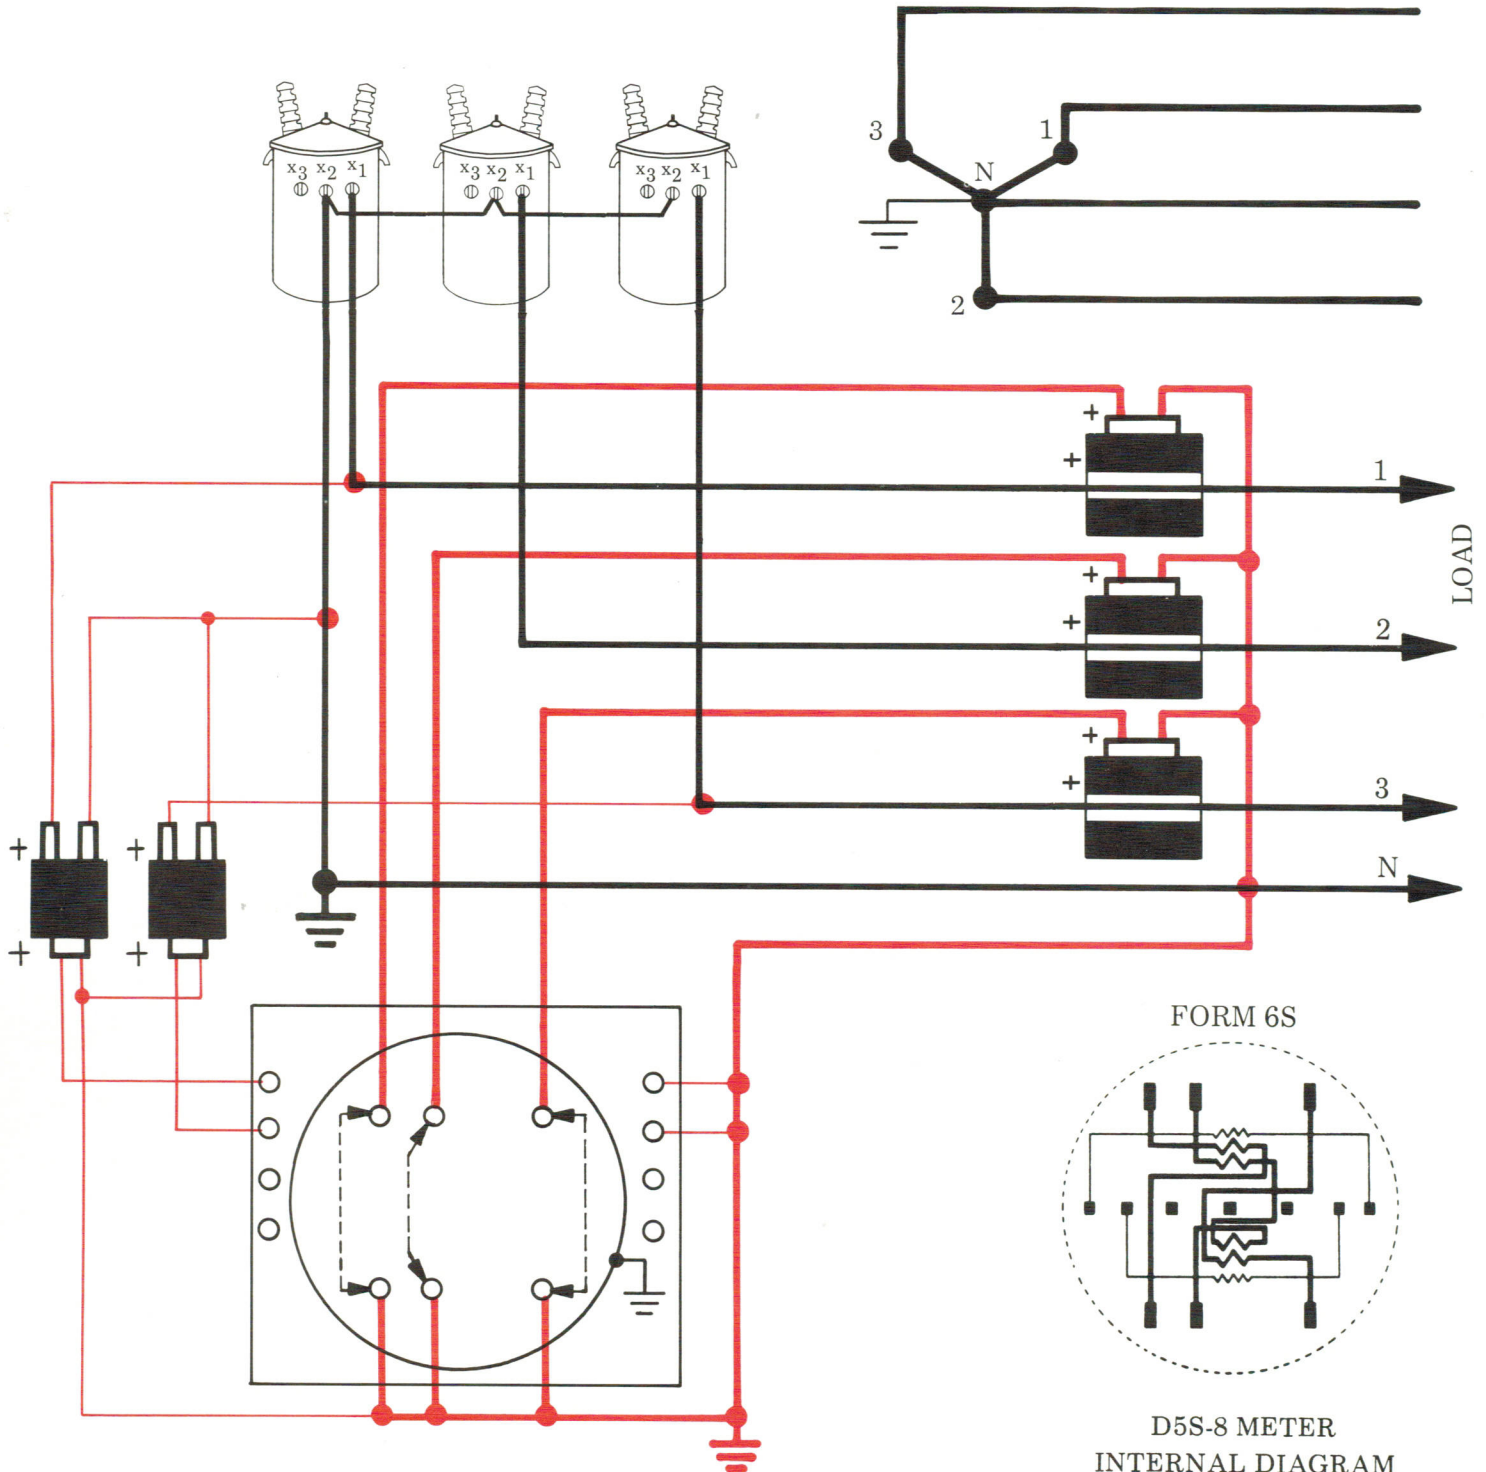 3
1
N
2
x3 x2 x1
x3 x2 x1
x3 x2 x1
+
+
1
LOAD
+
+
2
+
+
3
N
+ +
+ +
FORM 6S
D5S-8 METER
INTERNAL DIAGRAM